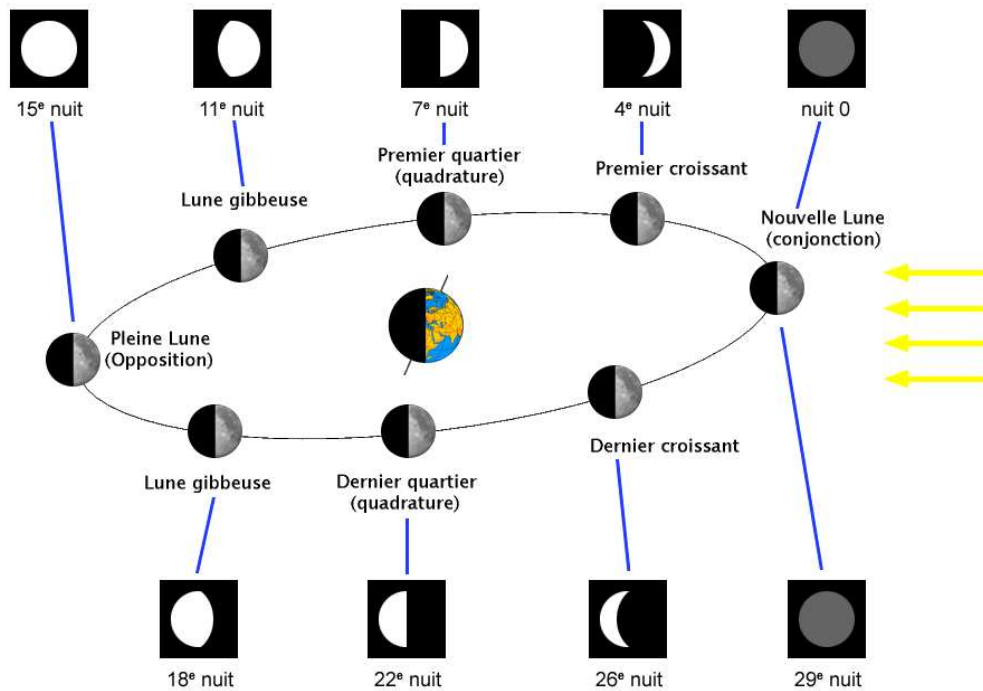 15e nuit
11e nuit
7e nuit
4e nuit
nuit 0
Premier quartier
(quadrature)
Premier croissant
Lune gibbeuse
Nouvelle Lune
(conjonction)
Pleine Lune
(Opposition)
Dernier croissant
Lune gibbeuse
Dernier quartier
(quadrature)
18e nuit
22e nuit
26e nuit
29e nuit